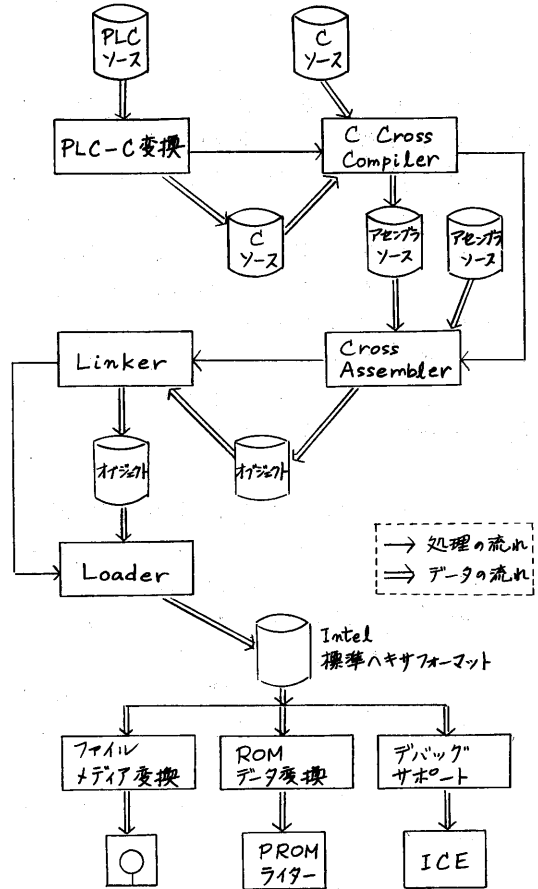 PLC
ソース
C
ソース
PLC-C変換
C Cross
Compiler
C
ソース
アセンブラ
ソース
アセンブラ
ソース
Linker
Cross
Assembler
オブジェクト
オブジェクト
→ 処理の流れ
⇒ データの流れ
Loader
Intel
標準ヘキサフォーマット
ファイル
メディア変換
ROM
データ変換
デバッグ
サポート
PROM
ライター
ICE